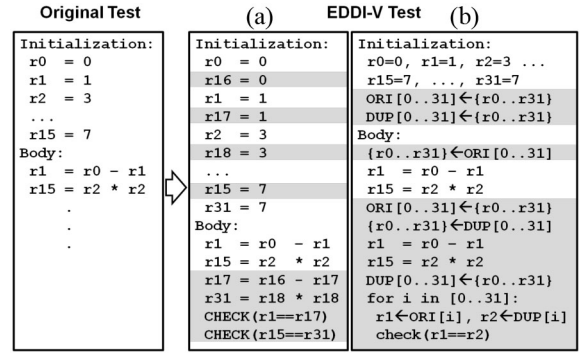 Original Test
(a) EDDI-V Test (b)
Initialization:
r0 = 0
r1 = 1
r2 = 3
...
r15 = 7
Body:
r1 = r0 - r1
r15 = r2 * r2
.
.
.
Initialization:
r0 = 0
r16 = 0
r1 = 1
r17 = 1
r2 = 3
r18 = 3
...
r15 = 7
r31 = 7
Body:
r1 = r0 - r1
r15 = r2 * r2
r17 = r16 - r17
r31 = r18 * r18
CHECK(r1==r17)
CHECK(r15==r31)
Initialization:
r0=0, r1=1, r2=3 ...
r15=7, ..., r31=7
ORI[0..31]←{r0..r31}
DUP[0..31]←{r0..r31}
Body:
{r0..r31}←ORI[0..31]
r1 = r0 - r1
r15 = r2 * r2
ORI[0..31]←{r0..r31}
{r0..r31}←DUP[0..31]
r1 = r0 - r1
r15 = r2 * r2
DUP[0..31]←{r0..r31}
for i in [0..31]:
r1←ORI[i], r2←DUP[i]
check(r1==r2)